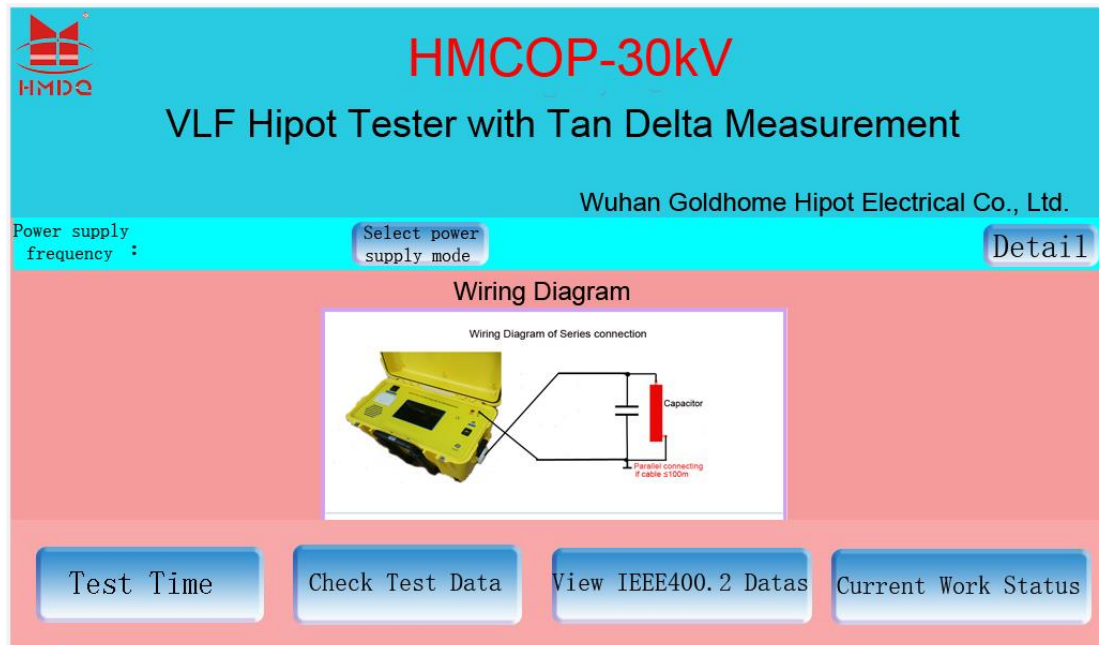 HMDQ
HMCOP-30kV
VLF Hipot Tester with Tan Delta Measurement
Wuhan Goldhome Hipot Electrical Co., Ltd.
Power supply
frequency :
Select power
supply mode
Detail
Wiring Diagram
Wiring Diagram of Series connection
Capacitor
Parallel connecting
if cable ≤100m
Test Time
Check Test Data
View IEEE400.2 Datas
Current Work Status